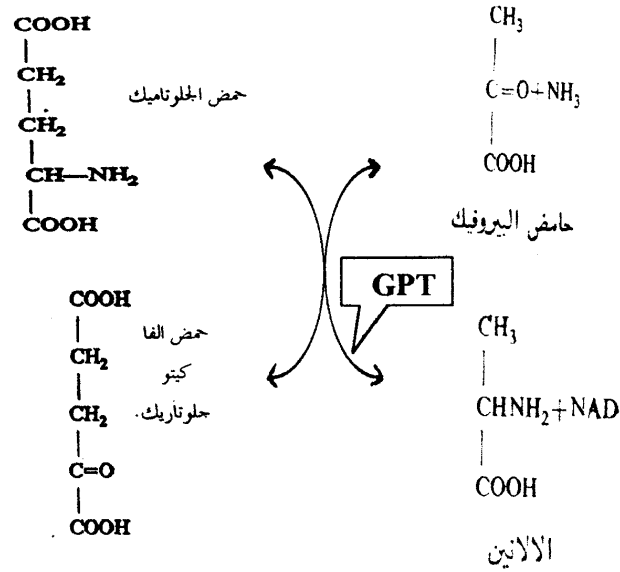 COOH
CH₂
CH₂
CH—NH₂
COOH
حمض الجلوتاميك
CH₃
C=O+NH₃
COOH
حامض البيروفيك
GPT
COOH
CH₂
CH₂
C=O
COOH
حمض الفا
كيتو
جلوتاريك.
CH₃
CHNH₂+NAD
COOH
الالانين